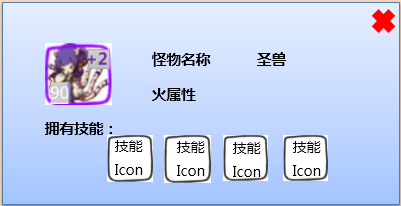 +2
90
怪物名称 圣兽
火属性
拥有技能：
技能 技能 技能 技能
Icon Icon Icon Icon